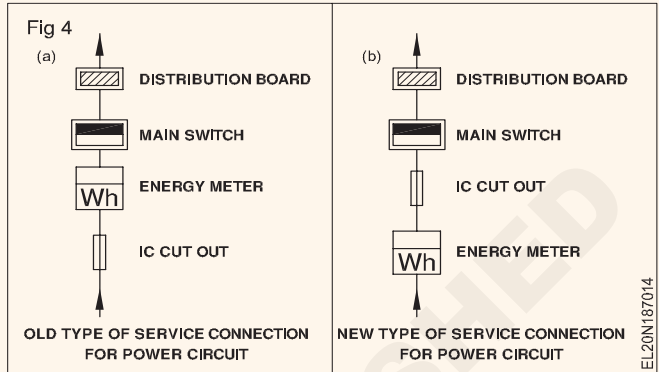 Fig 4
(a)
DISTRIBUTION BOARD
MAIN SWITCH
ENERGY METER
Wh
IC CUT OUT
OLD TYPE OF SERVICE CONNECTION
FOR POWER CIRCUIT
(b)
DISTRIBUTION BOARD
MAIN SWITCH
IC CUT OUT
ENERGY METER
Wh
NEW TYPE OF SERVICE CONNECTION
FOR POWER CIRCUIT
EL20N187014
SHED